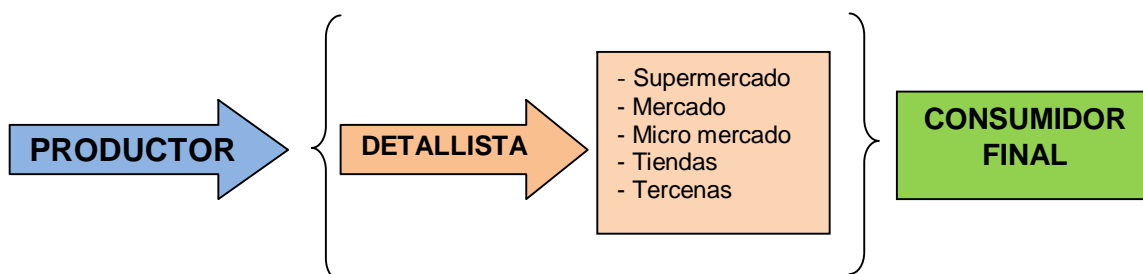 PRODUCTOR
DETALLISTA
- Supermercado
- Mercado
- Micro mercado
- Tiendas
- Tercenas
CONSUMIDOR
FINAL